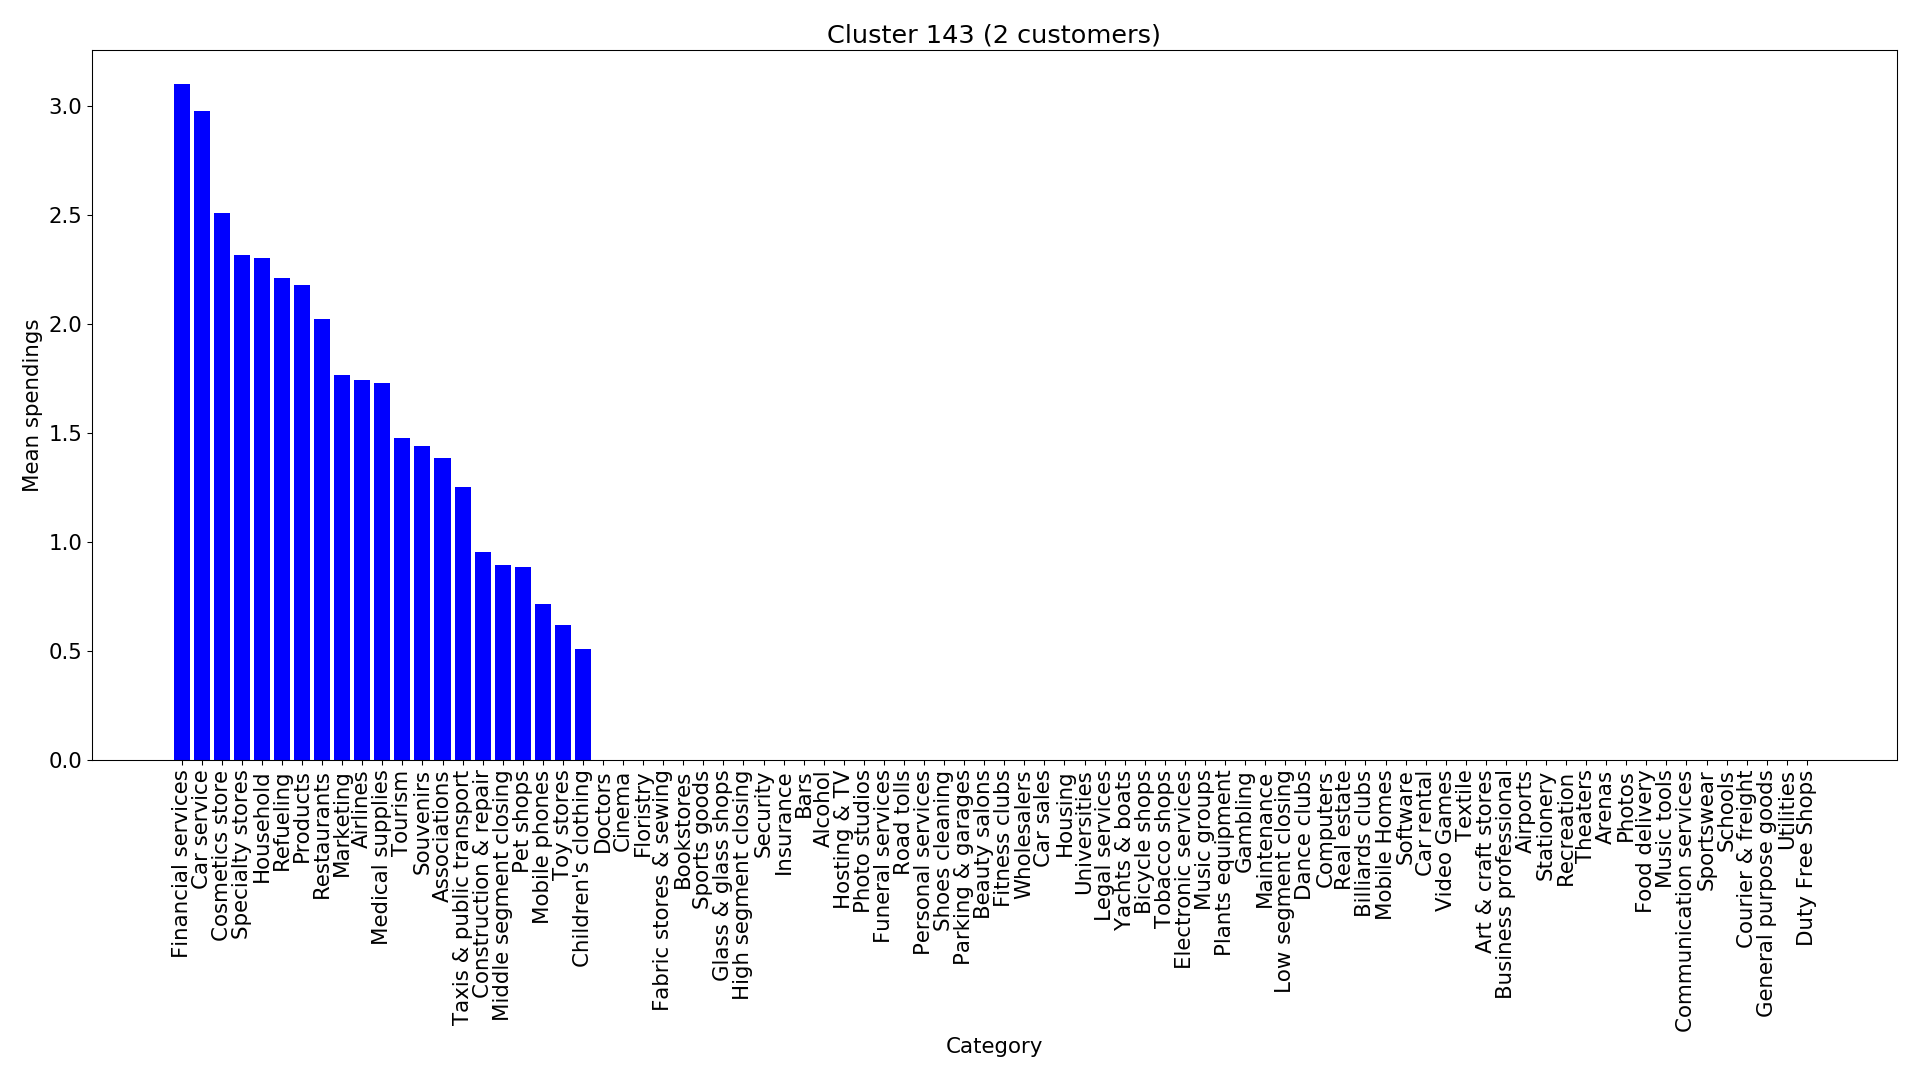 Cluster 143 (2 customers)
Mean spendings
3.0
2.5
2.0
1.5
1.0
0.5
0.0
Financial services
Car service
Cosmetics store
Specialty stores
Household
Refueling
Products
Restaurants
Marketing
Airlines
Medical supplies
Tourism
Souvenirs
Associations
Taxis & public transport
Construction & repair
Middle segment closing
Pet shops
Mobile phones
Toy stores
Children's clothing
Doctors
Cinema
Floristry
Fabric stores & sewing
Bookstores
Sports goods
Glass & glass shops
High segment closing
Security
Insurance
Bars
Alcohol
Hosting & TV
Photo studios
Funeral services
Road tolls
Personal services
Shoes cleaning
Parking & garages
Beauty salons
Fitness clubs
Wholesalers
Car sales
Housing
Universities
Legal services
Yachts & boats
Bicycle shops
Tobacco shops
Electronic services
Music groups
Plants equipment
Gambling
Maintenance
Low segment closing
Dance clubs
Computers
Real estate
Billiards clubs
Mobile Homes
Software
Car rental
Video Games
Textile
Art & craft stores
Business professional
Airports
Stationery
Recreation
Theaters
Arenas
Photos
Food delivery
Music tools
Communication services
Sportswear
Schools
Courier & freight
General purpose goods
Utilities
Duty Free Shops
Category